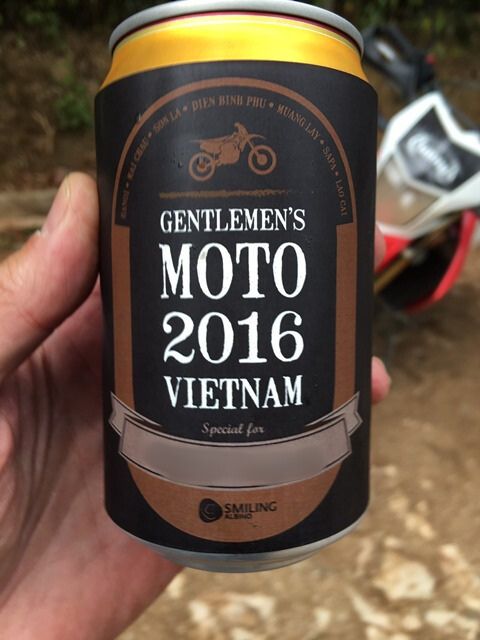 HANOI • MAI CHAU • SON LA • DIEN BINH PHU • MUANG LAY • SAPA • LAO CAI
GENTLEMEN'S
MOTO
2016
VIETNAM
Special for
SMILING
ALBINO